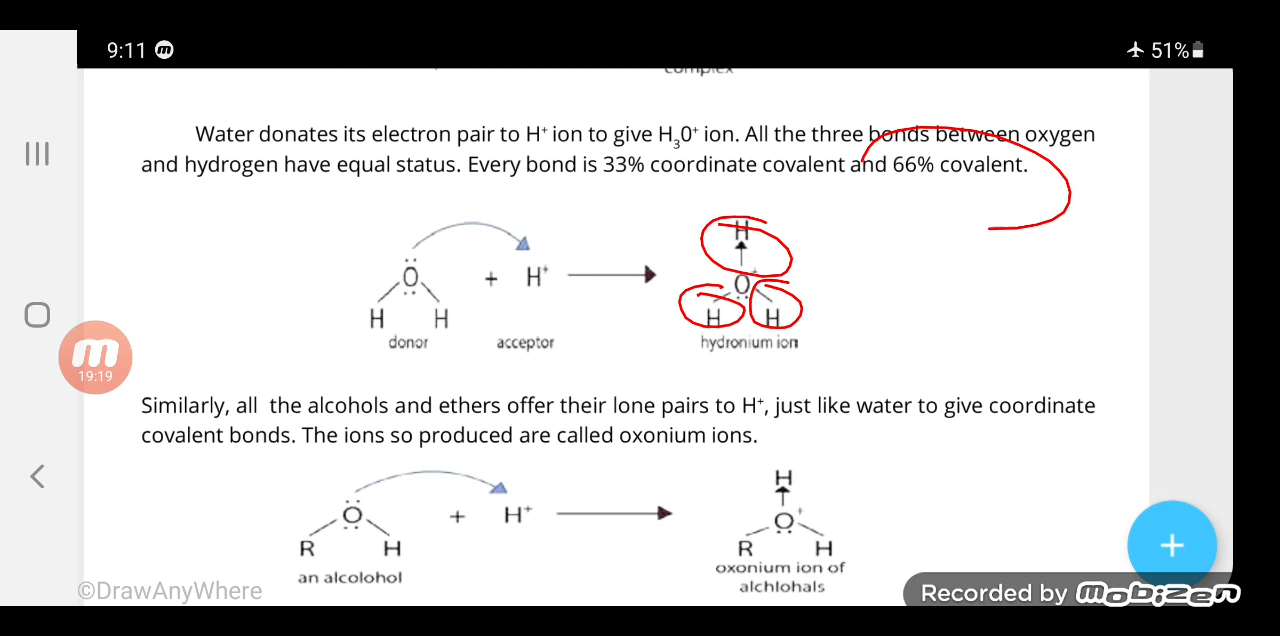 9:11 m 51%
complex
Water donates its electron pair to H⁺ ion to give H₃0⁺ ion. All the three bonds between oxygen
and hydrogen have equal status. Every bond is 33% coordinate covalent and 66% covalent.
H
Ö + H⁺ O⁺
H H H H
donor acceptor hydronium ion
19:19
Similarly, all the alcohols and ethers offer their lone pairs to H⁺, just like water to give coordinate
covalent bonds. The ions so produced are called oxonium ions.
H
Ö + H⁺ O⁺
R H R H
an alcolohol oxonium ion of
alchlohals
+
©DrawAnyWhere
Recorded by mobizen